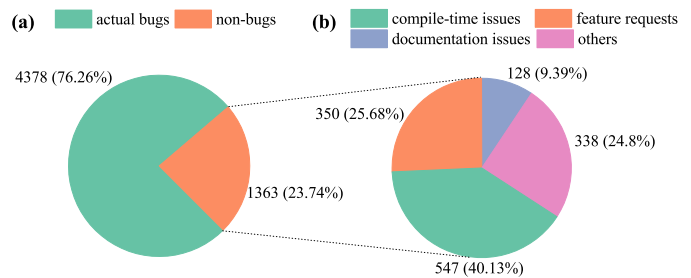 (a) actual bugs non-bugs
(b) compile-time issues feature requests
documentation issues others
4378 (76.26%)
1363 (23.74%)
128 (9.39%)
350 (25.68%)
338 (24.8%)
547 (40.13%)